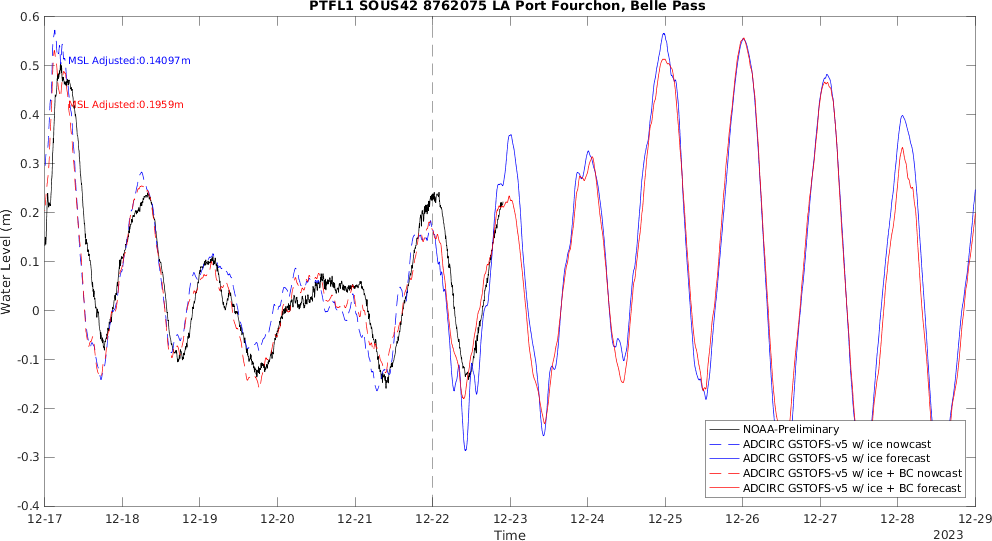 PTFL1 SOUS42 8762075 LA Port Fourchon, Belle Pass
0.6
0.5
0.4
0.3
0.2
0.1
0
-0.1
-0.2
-0.3
-0.4
Water Level (m)
MSL Adjusted:0.14097m
MSL Adjusted:0.1959m
NOAA-Preliminary
ADCIRC GSTOFS-v5 w/ ice nowcast
ADCIRC GSTOFS-v5 w/ ice forecast
ADCIRC GSTOFS-v5 w/ ice + BC nowcast
ADCIRC GSTOFS-v5 w/ ice + BC forecast
12-17 12-18 12-19 12-20 12-21 12-22 12-23 12-24 12-25 12-26 12-27 12-28 12-29
Time
2023